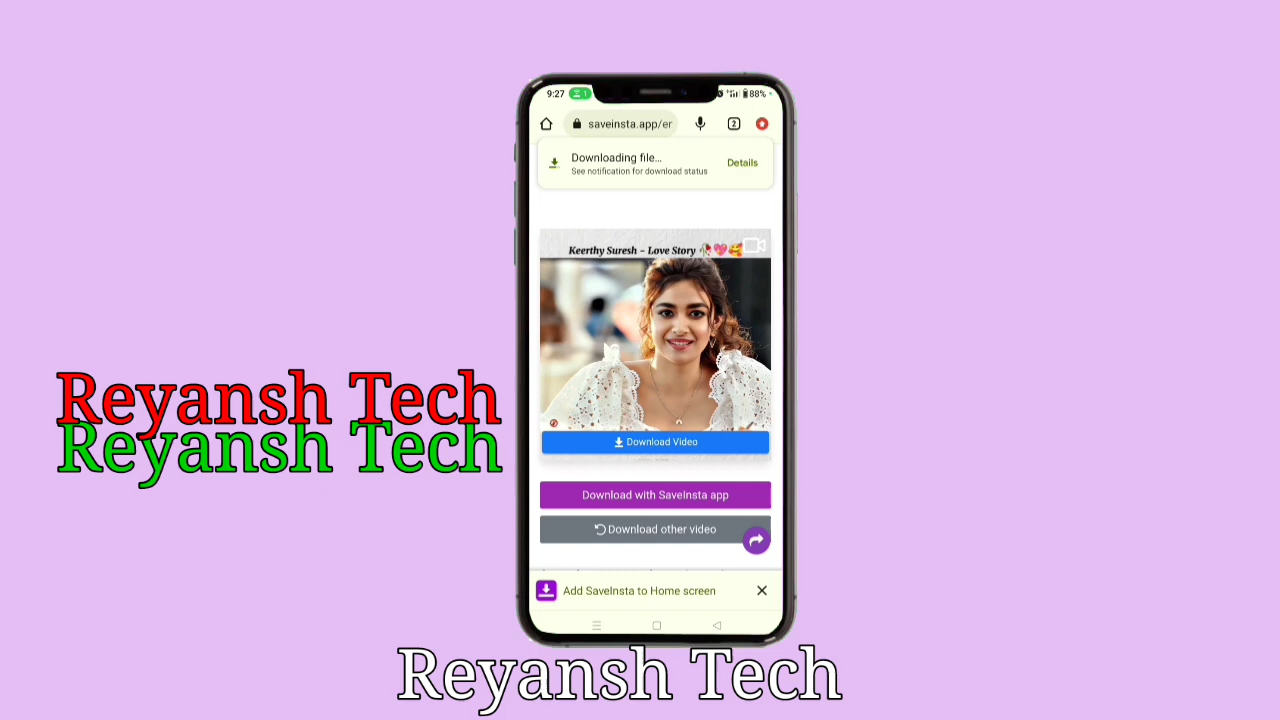 9:27 1 88%
saveinsta.app/er 2
Downloading file...
See notification for download status
Details
Keerthy Suresh - Love Story 🥀💖🥰
Download Video
Download with SaveInsta app
Download other video
Add SaveInsta to Home screen
Reyansh Tech
Reyansh Tech
Reyansh Tech